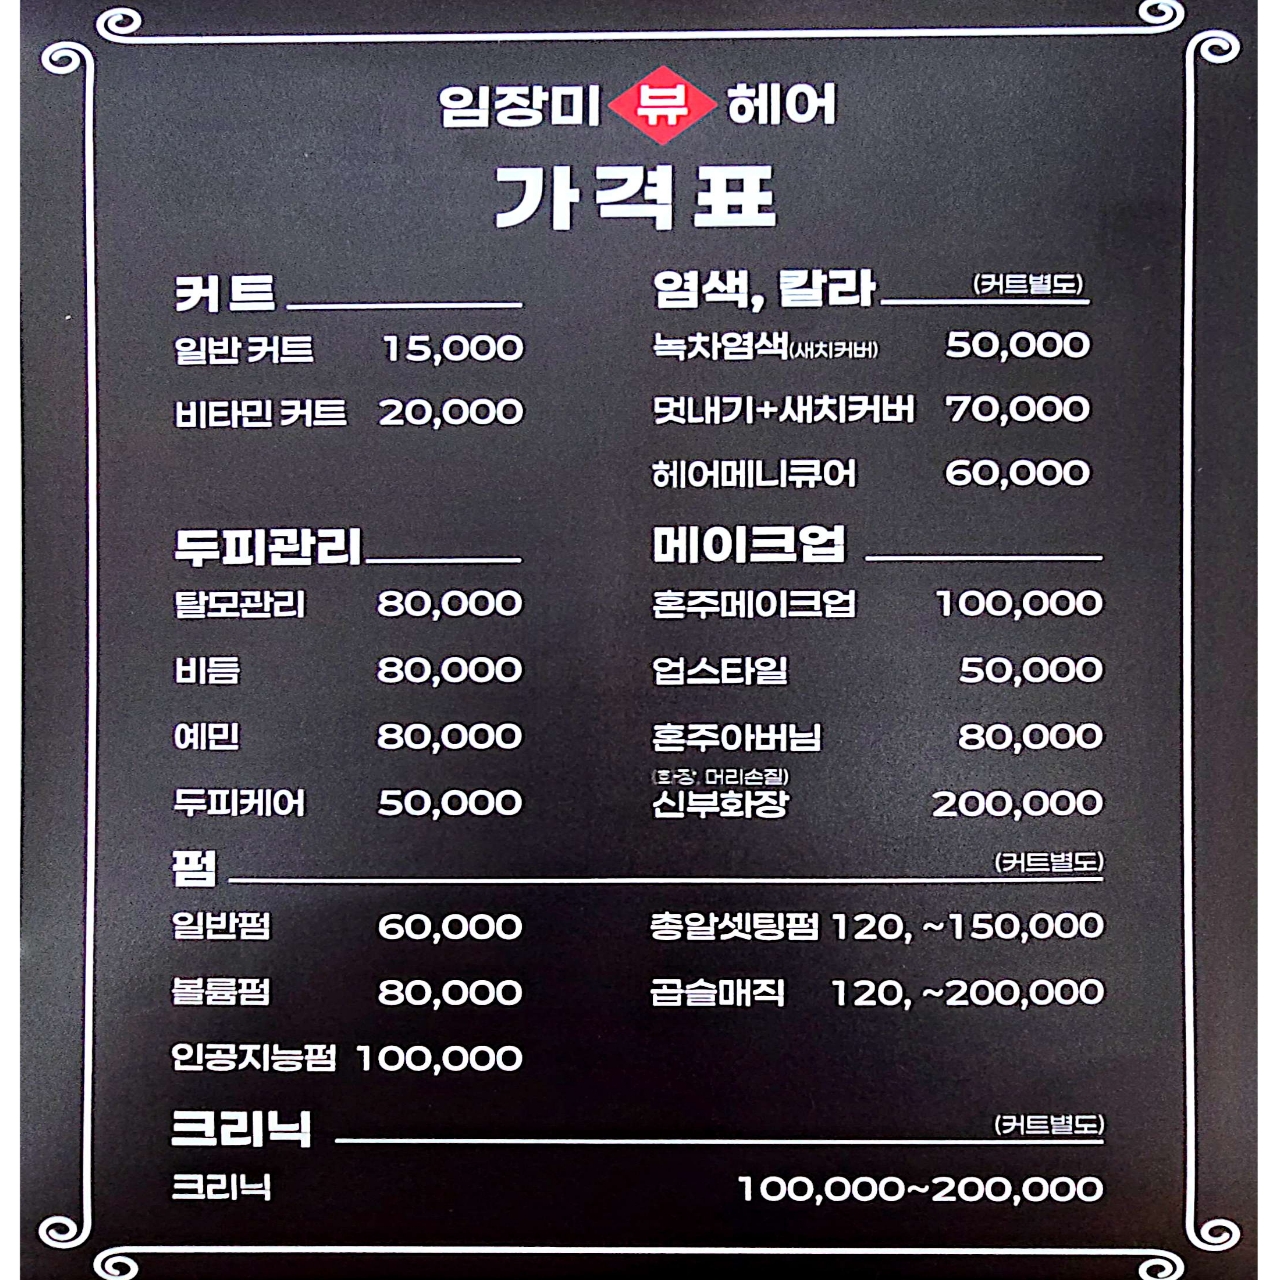 임장미 뷰 헤어
가격표
커트
일반 커트 15,000
비타민 커트 20,000
염색, 칼라 (커트별도)
녹차염색(새치커버) 50,000
멋내기+새치커버 70,000
헤어메니큐어 60,000
두피관리
탈모관리 80,000
비듬 80,000
예민 80,000
두피케어 50,000
메이크업
혼주메이크업 100,000
업스타일 50,000
혼주아버님 80,000
(화장, 머리손질)
신부화장 200,000
펌 (커트별도)
일반펌 60,000
볼륨펌 80,000
인공지능펌 100,000
총알셋팅펌 120, ~150,000
곱슬매직 120, ~200,000
크리닉 (커트별도)
크리닉 100,000~200,000